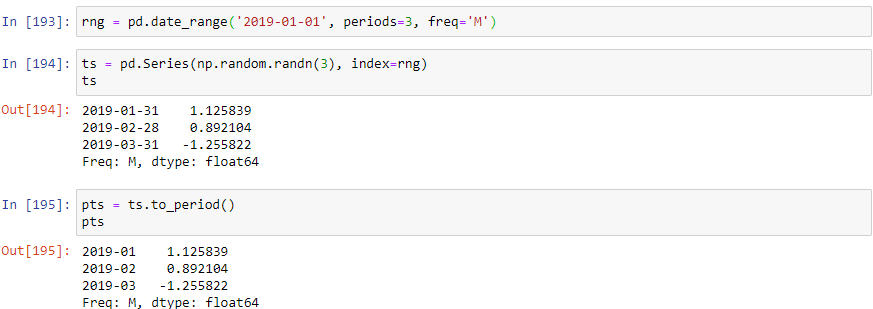 In [193]: rng = pd.date_range('2019-01-01', periods=3, freq='M')
In [194]: ts = pd.Series(np.random.randn(3), index=rng)
ts
Out[194]: 2019-01-31    1.125839
2019-02-28    0.892104
2019-03-31   -1.255822
Freq: M, dtype: float64
In [195]: pts = ts.to_period()
pts
Out[195]: 2019-01    1.125839
2019-02    0.892104
2019-03   -1.255822
Freq: M, dtype: float64